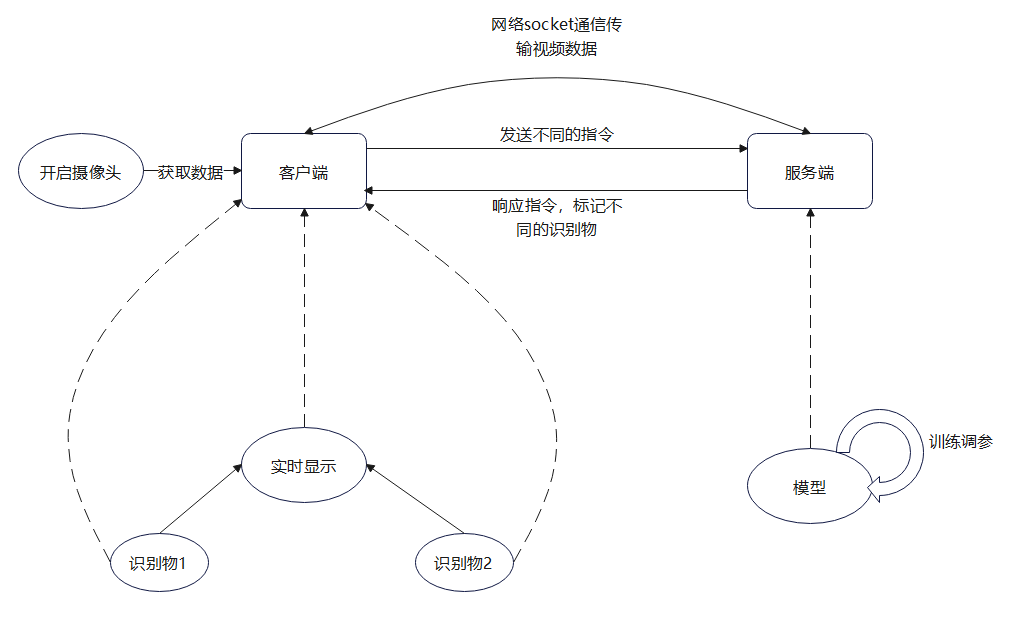 网络socket通信传
输视频数据
发送不同的指令
开启摄像头
获取数据
客户端
服务端
响应指令，标记不
同的识别物
训练调参
实时显示
模型
识别物1
识别物2